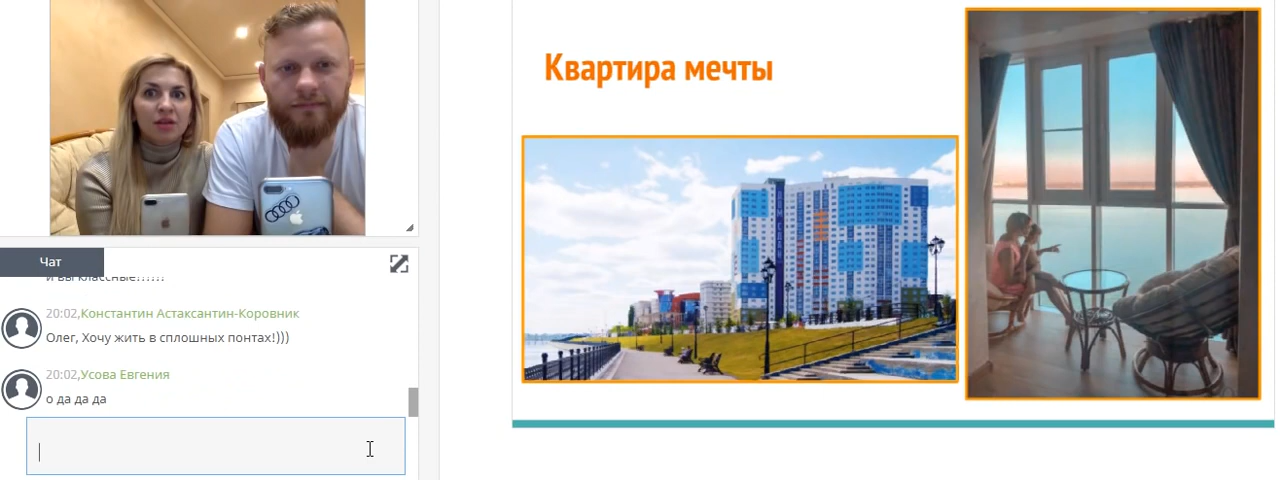 Квартира мечты
Чат
и вы классные!!!!!!
20:02,Константин Астаксантин-Коровник
Олег, Хочу жить в сплошных понтах!)))
20:02,Усова Евгения
о да да да